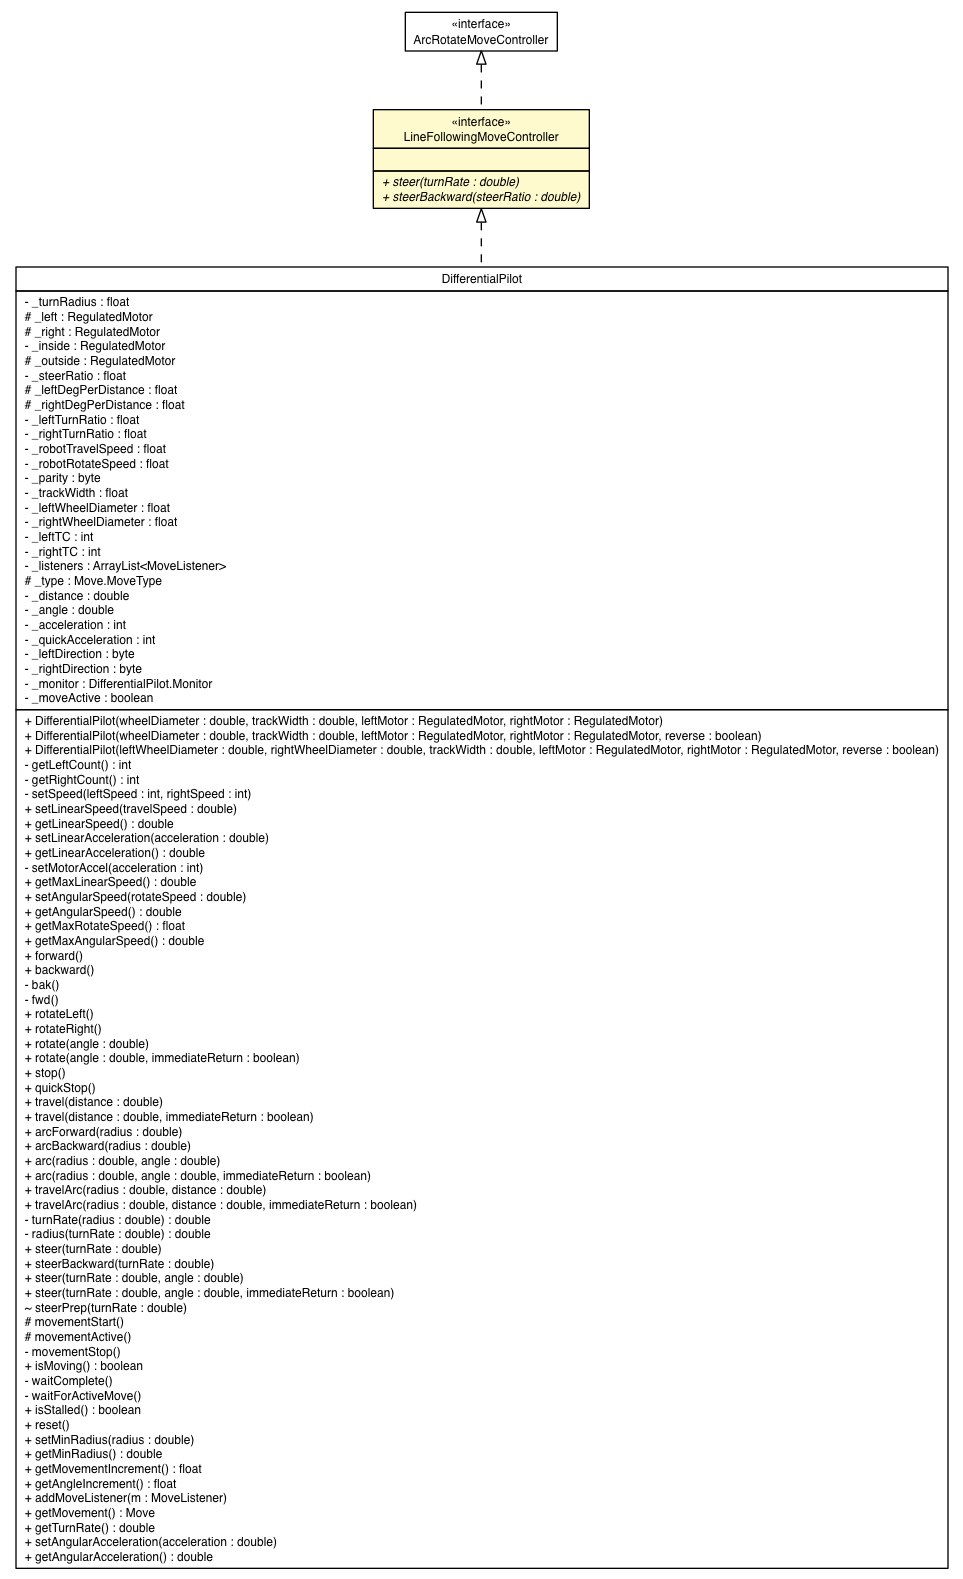 «interface»
ArcRotateMoveController
«interface»
LineFollowingMoveController
+ steer(turnRate : double)
+ steerBackward(steerRatio : double)
DifferentialPilot
- _turnRadius : float
# _left : RegulatedMotor
# _right : RegulatedMotor
- _inside : RegulatedMotor
# _outside : RegulatedMotor
- _steerRatio : float
# _leftDegPerDistance : float
# _rightDegPerDistance : float
- _leftTurnRatio : float
- _rightTurnRatio : float
- _robotTravelSpeed : float
- _robotRotateSpeed : float
- _parity : byte
- _trackWidth : float
- _leftWheelDiameter : float
- _rightWheelDiameter : float
- _leftTC : int
- _rightTC : int
- _listeners : ArrayList<MoveListener>
# _type : Move.MoveType
- _distance : double
- _angle : double
- _acceleration : int
- _quickAcceleration : int
- _leftDirection : byte
- _rightDirection : byte
- _monitor : DifferentialPilot.Monitor
- _moveActive : boolean
+ DifferentialPilot(wheelDiameter : double, trackWidth : double, leftMotor : RegulatedMotor, rightMotor : RegulatedMotor)
+ DifferentialPilot(wheelDiameter : double, trackWidth : double, leftMotor : RegulatedMotor, rightMotor : RegulatedMotor, reverse : boolean)
+ DifferentialPilot(leftWheelDiameter : double, rightWheelDiameter : double, trackWidth : double, leftMotor : RegulatedMotor, rightMotor : RegulatedMotor, reverse : boolean)
- getLeftCount() : int
- getRightCount() : int
- setSpeed(leftSpeed : int, rightSpeed : int)
+ setLinearSpeed(travelSpeed : double)
+ getLinearSpeed() : double
+ setLinearAcceleration(acceleration : double)
+ getLinearAcceleration() : double
- setMotorAccel(acceleration : int)
+ getMaxLinearSpeed() : double
+ setAngularSpeed(rotateSpeed : double)
+ getAngularSpeed() : double
+ getMaxRotateSpeed() : float
+ getMaxAngularSpeed() : double
+ forward()
+ backward()
- bak()
- fwd()
+ rotateLeft()
+ rotateRight()
+ rotate(angle : double)
+ rotate(angle : double, immediateReturn : boolean)
+ stop()
+ quickStop()
+ travel(distance : double)
+ travel(distance : double, immediateReturn : boolean)
+ arcForward(radius : double)
+ arcBackward(radius : double)
+ arc(radius : double, angle : double)
+ arc(radius : double, angle : double, immediateReturn : boolean)
+ travelArc(radius : double, distance : double)
+ travelArc(radius : double, distance : double, immediateReturn : boolean)
- turnRate(radius : double) : double
- radius(turnRate : double) : double
+ steer(turnRate : double)
+ steerBackward(turnRate : double)
+ steer(turnRate : double, angle : double)
+ steer(turnRate : double, angle : double, immediateReturn : boolean)
~ steerPrep(turnRate : double)
# movementStart()
# movementActive()
- movementStop()
+ isMoving() : boolean
- waitComplete()
- waitForActiveMove()
+ isStalled() : boolean
+ reset()
+ setMinRadius(radius : double)
+ getMinRadius() : double
+ getMovementIncrement() : float
+ getAngleIncrement() : float
+ addMoveListener(m : MoveListener)
+ getMovement() : Move
+ getTurnRate() : double
+ setAngularAcceleration(acceleration : double)
+ getAngularAcceleration() : double